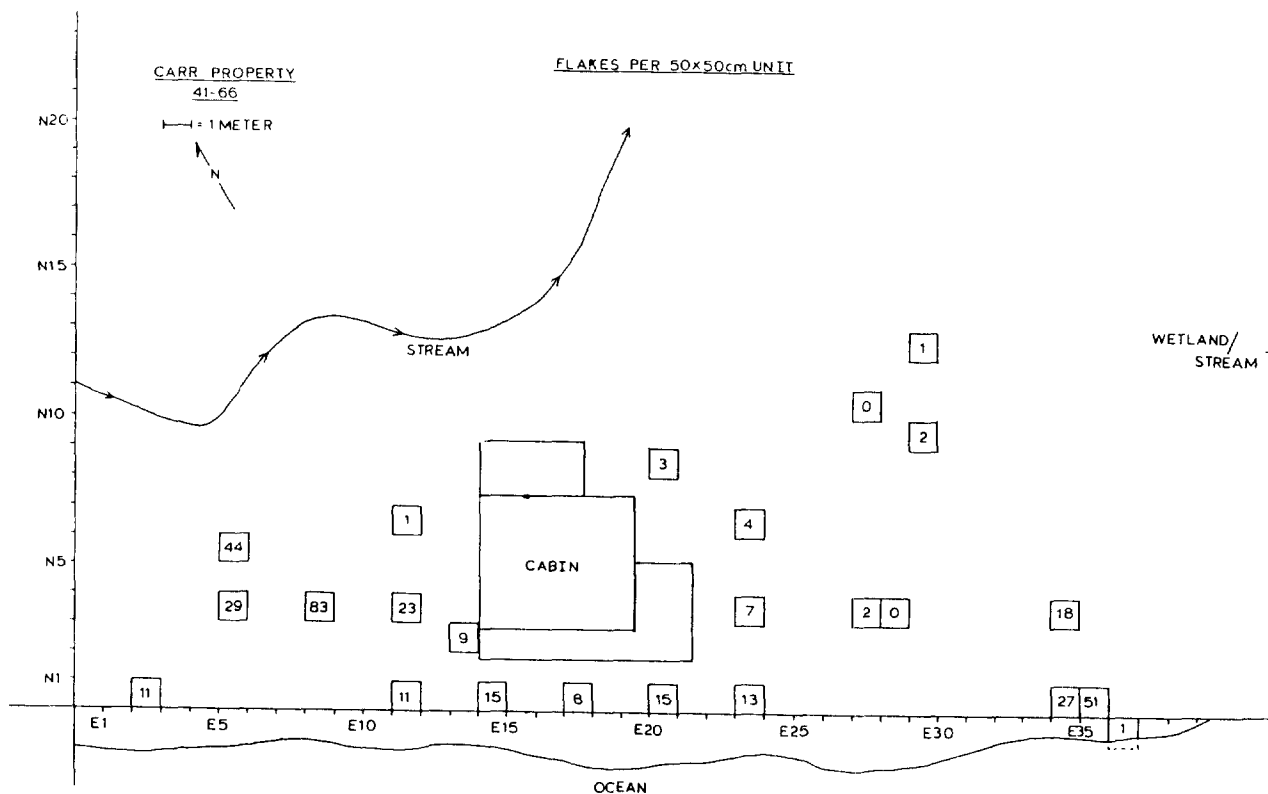 CARR PROPERTY
41-66
= 1 METER
N
FLAKES PER 50×50cm UNIT
N20
N15
STREAM
WETLAND/
STREAM
1
N10
0
2
3
1
4
44
N5
CABIN
29
83
23
9
7
2
0
18
N1
11
11
15
8
15
13
27
51
E1
E5
E10
E15
E20
E25
E30
E35
1
OCEAN